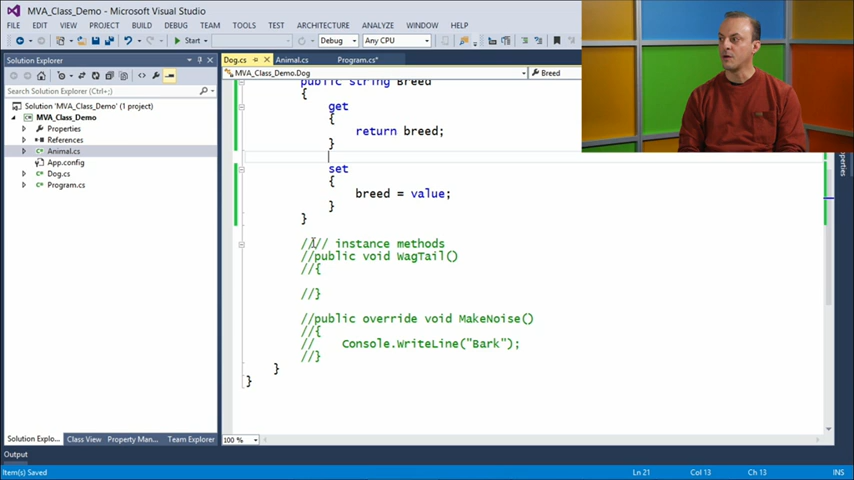 MVA_Class_Demo - Microsoft Visual Studio
FILE EDIT VIEW PROJECT BUILD DEBUG TEAM TOOLS TEST ARCHITECTURE ANALYZE WINDOW HELP
Start Debug Any CPU
Solution Explorer
Dog.cs Animal.cs Program.cs*
MVA_Class_Demo.Dog Breed
Search Solution Explorer (Ctrl+;)
Solution 'MVA_Class_Demo' (1 project)
MVA_Class_Demo
Properties
References
Animal.cs
App.config
Dog.cs
Program.cs
public string Breed
{
get
{
return breed;
}
set
{
breed = value;
}
}
//// instance methods
//public void WagTail()
//{
//}
//public override void MakeNoise()
//{
// Console.WriteLine("Bark");
//}
}
}
Properties
100 %
Solution Explo... Class View Property Man... Team Explorer
Output
Item(s) Saved Ln 21 Col 13 Ch 13 INS